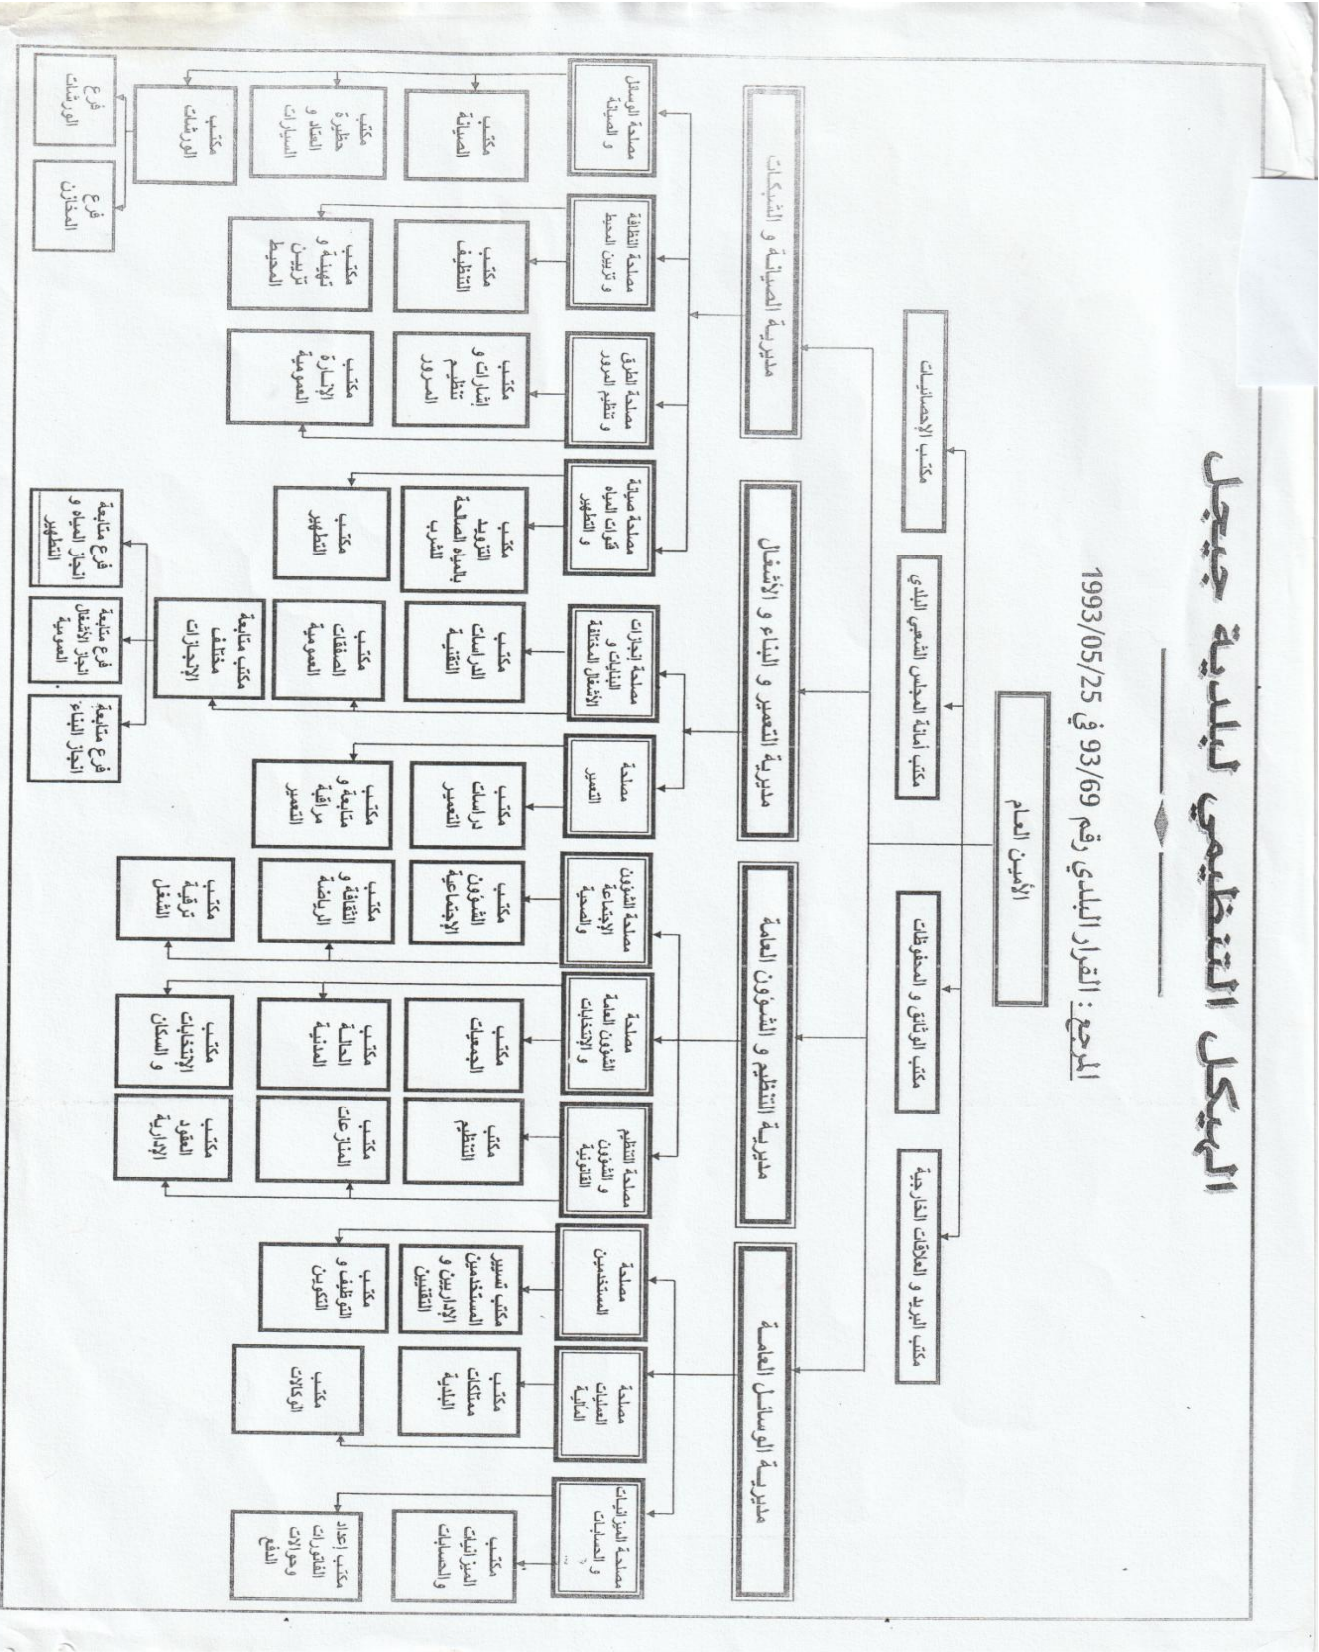 الهيكل التنظيمي لبلدية جيجل
المرجع : القرار البلدي رقم 93/69 في 1993/05/25
الأمين العام
مكتب البريد و العلاقات الخارجية
مكتب الوثائق و المحفوظات
مكتب أمانة المجلس الشعبي البلدي
مكتب الإحصائيات
مديرية الوسائل العامة
مديرية التنظيم و الشؤون العامة
مديرية التعمير و البناء و الأشغال
مديرية الصيانة و الشبكات
مصلحة الميزانيات
و الحسابات
مصلحة
العمليات
المالية
مصلحة
المستخدمين
مصلحة التنظيم
و الشؤون
القانونية
مصلحة
الشؤون العامة
و الإنتخابات
مصلحة الشؤون
الإجتماعة
والصحية
مصلحة
التعمير
مصلحة إنجازات
البنايات و
الأشغال المختلفة
مصلحة صيانة
قنوات المياه
و التطهير
مصلحة الطرق
و تنظيم المرور
مصلحة النظافة
و تزيين المحيط
مصلحة الوسائل
و الصيانة
مكتب
الميزانيات
والحسابات
مكتب
ممتلكات
البلدية
مكتب تسيير
المستخدمين
الإداريين و
التقنيين
مكتب
التنظيم
مكتب
الجمعيات
مكتب
الشؤون
الإجتماعية
مكتب
دراسات
التعمير
مكتب
الدراسات
التقنية
مكتب
التزويد
بالمياه الصالحة
للشرب
مكتب
إشارات و
تنظيم
المرور
مكتب
التنظيف
مكتب
الصيانة
مكتب إعداد
الفاتورات
وحوالات
الدفع
مكتب
الوكالات
مكتب
التوظيف و
التكوين
مكتب
المنازعات
مكتب
الحالة
المدنية
مكتب
الثقافة و
الرياضة
مكتب
متابعة و
مراقبة
التعمير
مكتب
الصفقات
العمومية
مكتب
التطهير
مكتب
الإنارة
العمومية
مكتب
تهيئة و
تزيين
المحيط
مكتب
حظيرة
العتاد و
السيارات
مكتب
العقود
الإدارية
مكتب
الإنتخابات
و السكان
مكتب
ترقية
الشغل
مكتب متابعة
مختلف
الإنجازات
مكتب
الورشات
فرع متابعة
انجاز البناء
فرع متابعة
انجاز الأشغال
العمومية
فرع متابعة
انجاز المياه و
التطهير
فرع
المخازن
فرع
الورشات